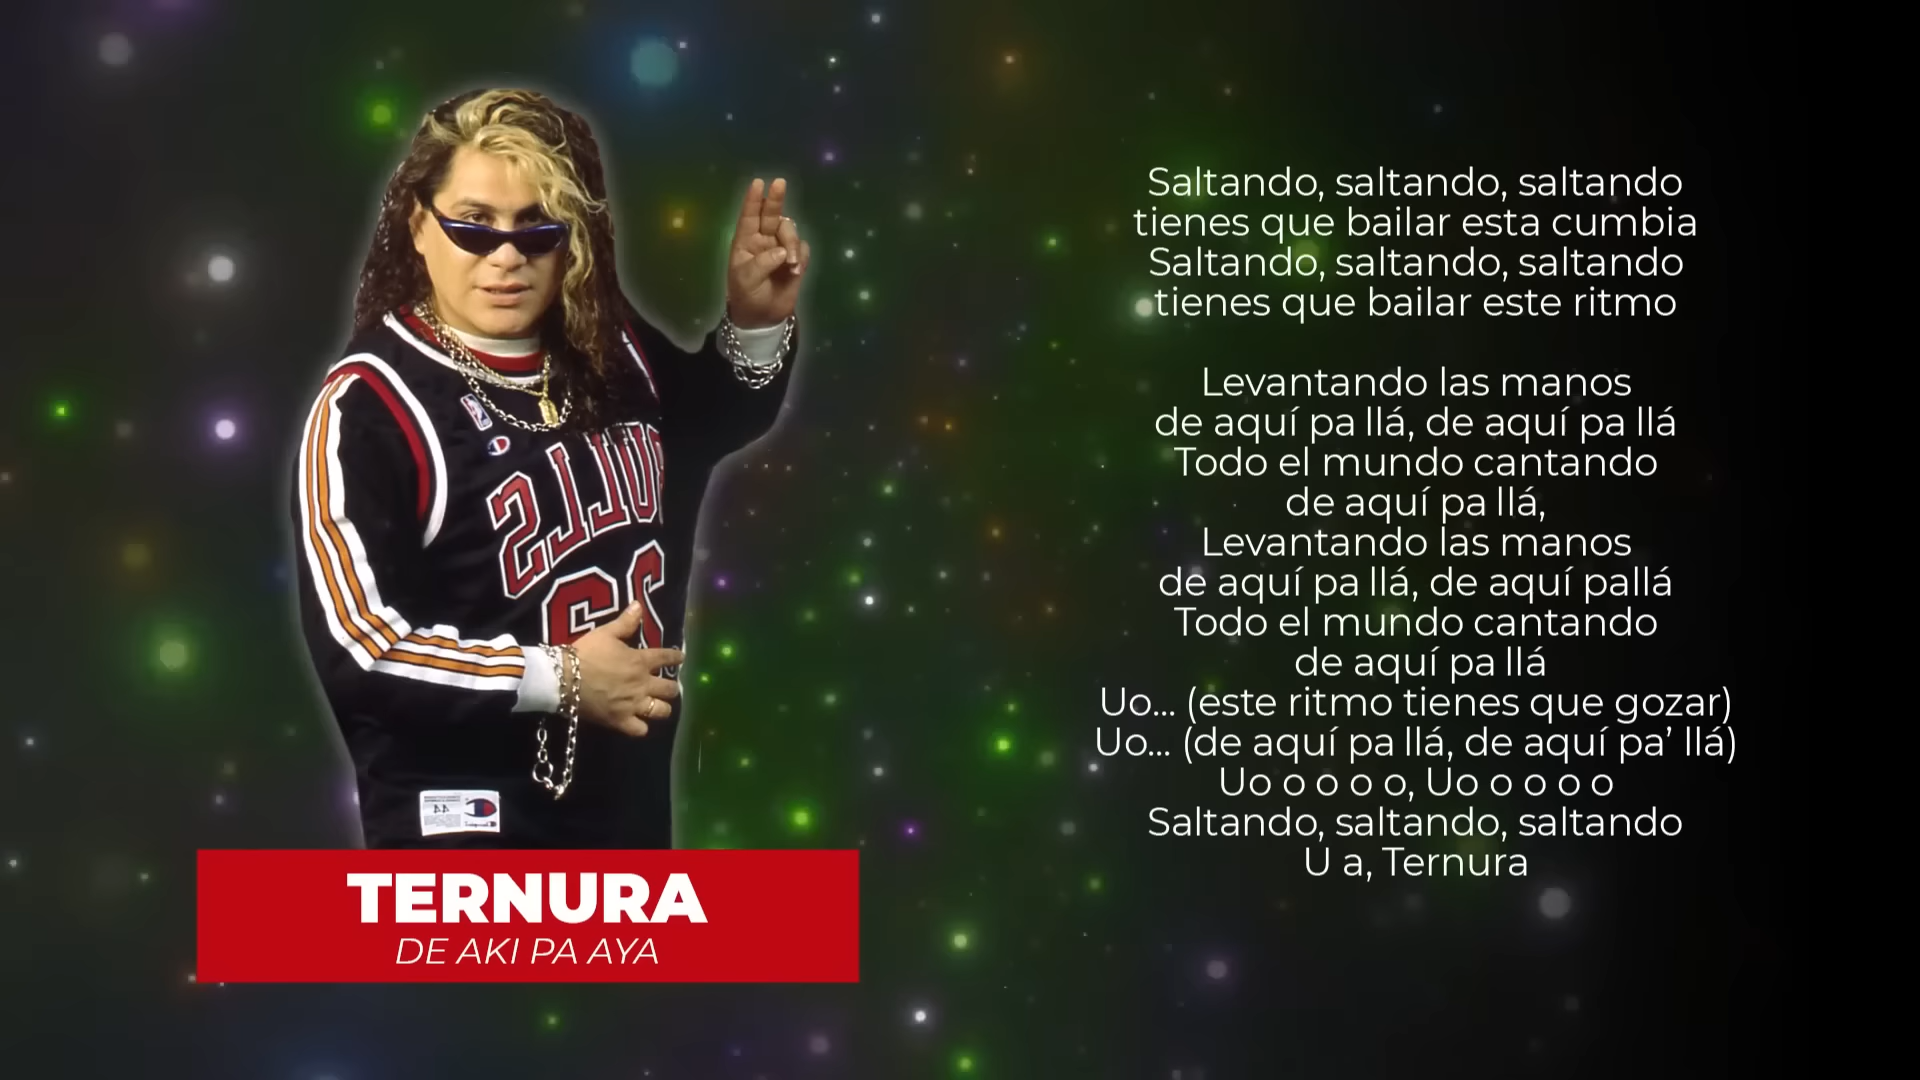 Saltando, saltando, saltando
tienes que bailar esta cumbia
Saltando, saltando, saltando
tienes que bailar este ritmo
Levantando las manos
de aquí pa llá, de aquí pa llá
Todo el mundo cantando
de aquí pa llá,
Levantando las manos
de aquí pa llá, de aquí pallá
Todo el mundo cantando
de aquí pa llá
Uo... (este ritmo tienes que gozar)
Uo... (de aquí pa llá, de aquí pa’ llá)
Uo o o o o, Uo o o o o
Saltando, saltando, saltando
U a, Ternura
BULLS
44
TERNURA
DE AKI PA AYA